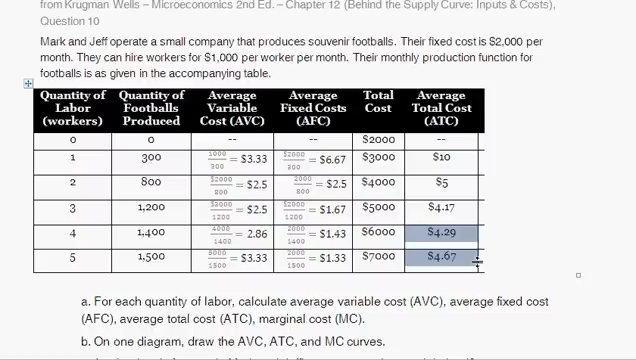 from Krugman Wells – Microeconomics 2nd Ed. – Chapter 12 (Behind the Supply Curve: Inputs & Costs),
Question 10
Mark and Jeff operate a small company that produces souvenir footballs. Their fixed cost is $2,000 per
month. They can hire workers for $1,000 per worker per month. Their monthly production function for
footballs is as given in the accompanying table.
Quantity of Labor (workers) Quantity of Footballs Produced Average Variable Cost (AVC) Average Fixed Costs (AFC) Total Cost Average Total Cost (ATC)
0 0 -- -- $2000 --
1 300 1000/300 = $3.33 $2000/300 = $6.67 $3000 $10
2 800 $2000/800 = $2.5 2000/800 = $2.5 $4000 $5
3 1,200 $3000/1200 = $2.5 $2000/1200 = $1.67 $5000 $4.17
4 1,400 4000/1400 = 2.86 2000/1400 = $1.43 $6000 $4.29
5 1,500 5000/1500 = $3.33 2000/1500 = $1.33 $7000 $4.67
a. For each quantity of labor, calculate average variable cost (AVC), average fixed cost
(AFC), average total cost (ATC), marginal cost (MC).
b. On one diagram, draw the AVC, ATC, and MC curves.